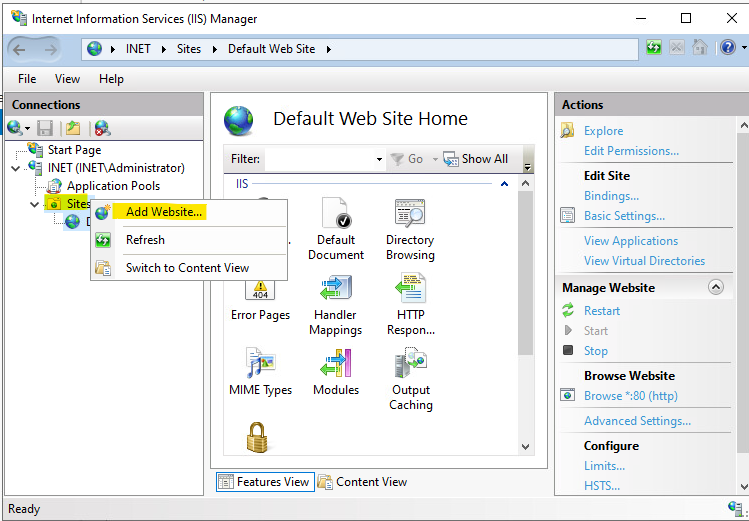 Internet Information Services (IIS) Manager
INET
Sites
Default Web Site
File
View
Help
Connections
Start Page
INET (INET\Administrator)
Application Pools
Sites
Add Website...
Refresh
Switch to Content View
Default Web Site Home
Filter:
Go
Show All
IIS
Default
Document
Directory
Browsing
404
Error Pages
Handler
Mappings
HTTP
Respon...
MIME Types
Modules
Output
Caching
Features View
Content View
Actions
Explore
Edit Permissions...
Edit Site
Bindings...
Basic Settings...
View Applications
View Virtual Directories
Manage Website
Restart
Start
Stop
Browse Website
Browse *:80 (http)
Advanced Settings...
Configure
Limits...
HSTS...
Ready